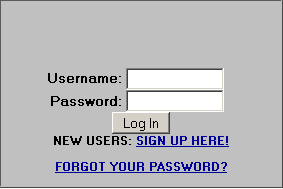 Username:
Password:
Log In
NEW USERS: SIGN UP HERE!
FORGOT YOUR PASSWORD?